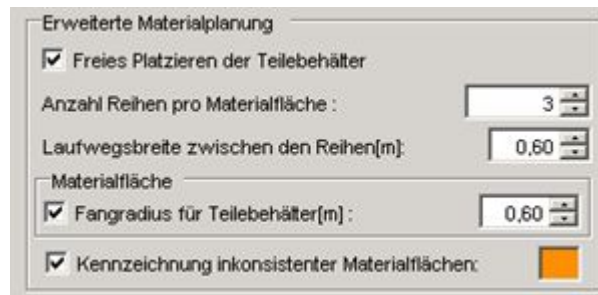 Erweiterte Materialplanung
Freies Platzieren der Teilebehälter
Anzahl Reihen pro Materialfläche : 3
Laufwegsbreite zwischen den Reihen[m]: 0,60
Materialfläche
Fangradius für Teilebehälter[m] : 0,60
Kennzeichnung inkonsistenter Materialflächen: